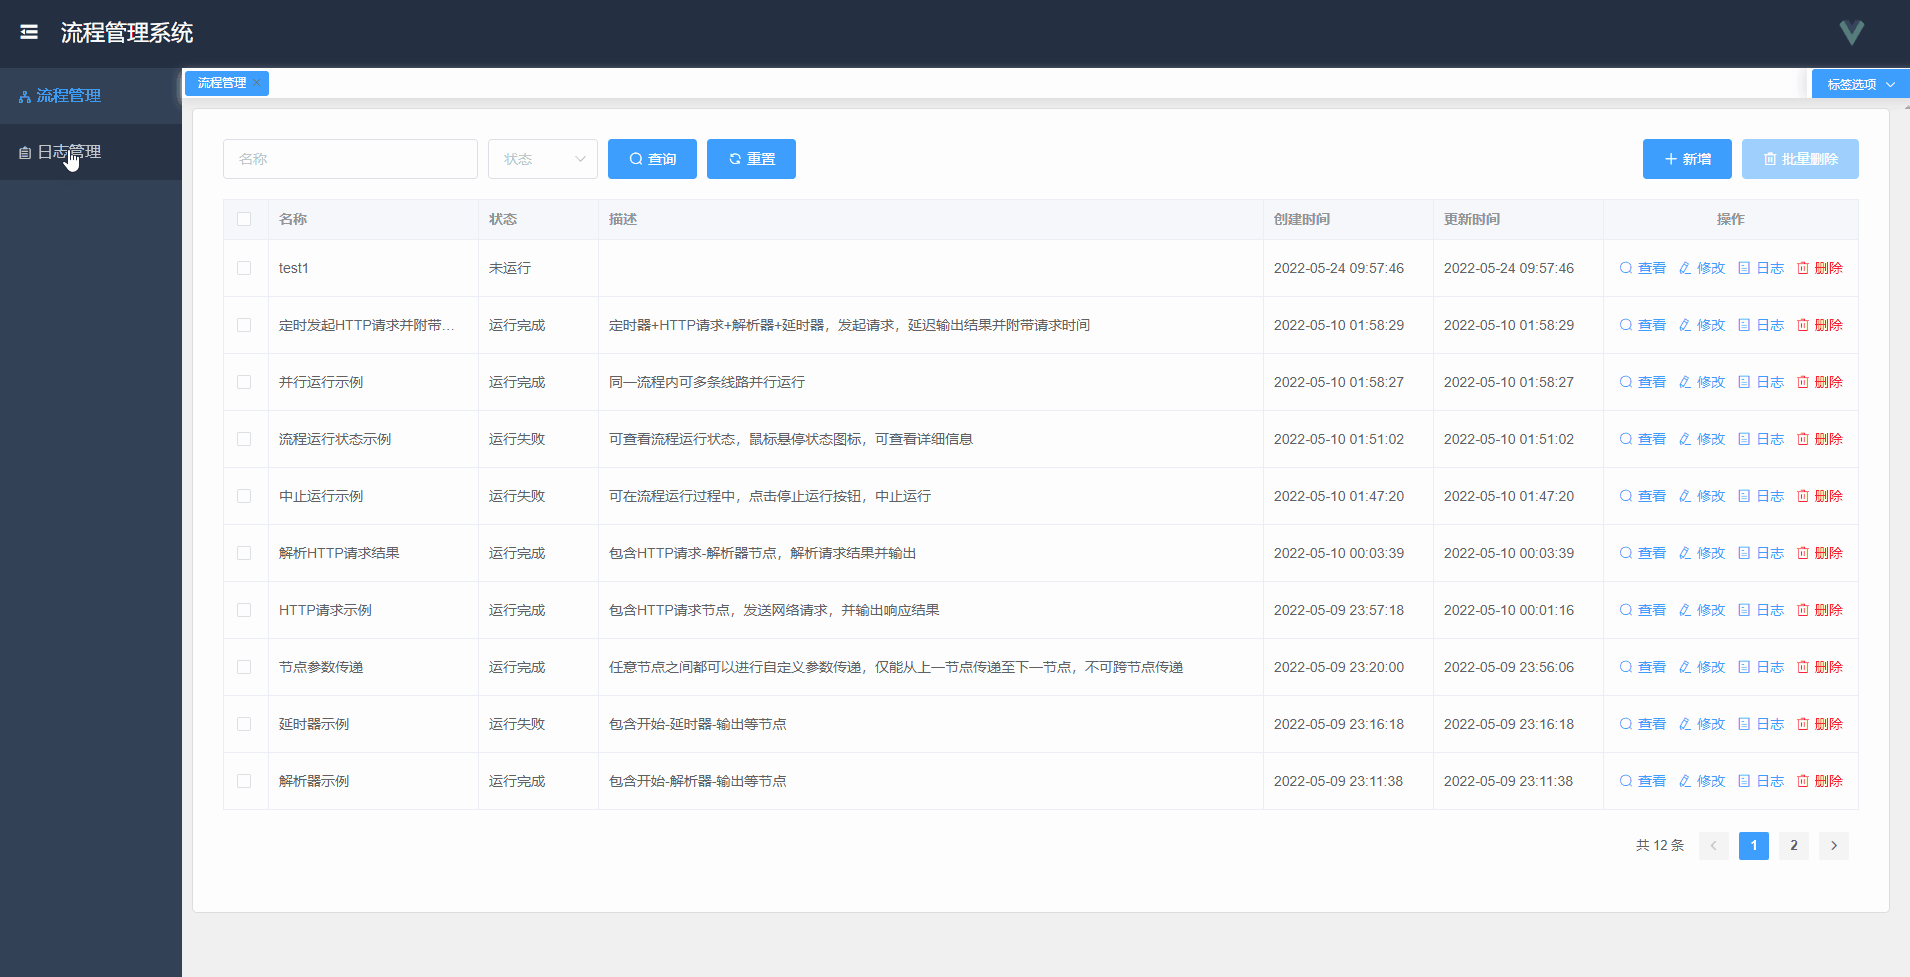 流程管理系统
流程管理
日志管理
流程管理
标签选项
名称 状态 查询 重置 新增 批量删除
名称 状态 描述 创建时间 更新时间 操作
test1 未运行 2022-05-24 09:57:46 2022-05-24 09:57:46 查看 修改 日志 删除
定时发起HTTP请求并附带... 运行完成 定时器+HTTP请求+解析器+延时器，发起请求，延迟输出结果并附带请求时间 2022-05-10 01:58:29 2022-05-10 01:58:29 查看 修改 日志 删除
并行运行示例 运行完成 同一流程内可多条线路并行运行 2022-05-10 01:58:27 2022-05-10 01:58:27 查看 修改 日志 删除
流程运行状态示例 运行失败 可查看流程运行状态，鼠标悬停状态图标，可查看详细信息 2022-05-10 01:51:02 2022-05-10 01:51:02 查看 修改 日志 删除
中止运行示例 运行失败 可在流程运行过程中，点击停止运行按钮，中止运行 2022-05-10 01:47:20 2022-05-10 01:47:20 查看 修改 日志 删除
解析HTTP请求结果 运行完成 包含HTTP请求-解析器节点，解析请求结果并输出 2022-05-10 00:03:39 2022-05-10 00:03:39 查看 修改 日志 删除
HTTP请求示例 运行完成 包含HTTP请求节点，发送网络请求，并输出响应结果 2022-05-09 23:57:18 2022-05-10 00:01:16 查看 修改 日志 删除
节点参数传递 运行完成 任意节点之间都可以进行自定义参数传递，仅能从上一节点传递至下一节点，不可跨节点传递 2022-05-09 23:20:00 2022-05-09 23:56:06 查看 修改 日志 删除
延时器示例 运行失败 包含开始-延时器-输出等节点 2022-05-09 23:16:18 2022-05-09 23:16:18 查看 修改 日志 删除
解析器示例 运行完成 包含开始-解析器-输出等节点 2022-05-09 23:11:38 2022-05-09 23:11:38 查看 修改 日志 删除
共 12 条 1 2